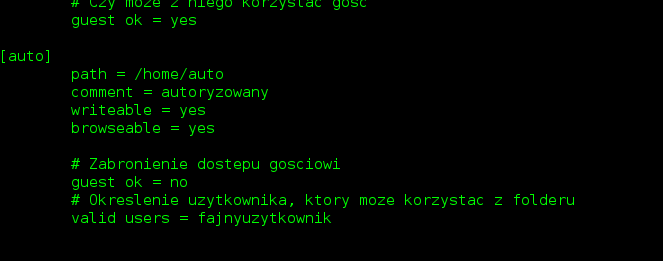 # Czy moze z niego korzystac gosc
guest ok = yes
[auto]
path = /home/auto
comment = autoryzowany
writeable = yes
browseable = yes
# Zabronienie dostepu gosciowi
guest ok = no
# Okreslenie uzytkownika, ktory moze korzystac z folderu
valid users = fajnyuzytkownik